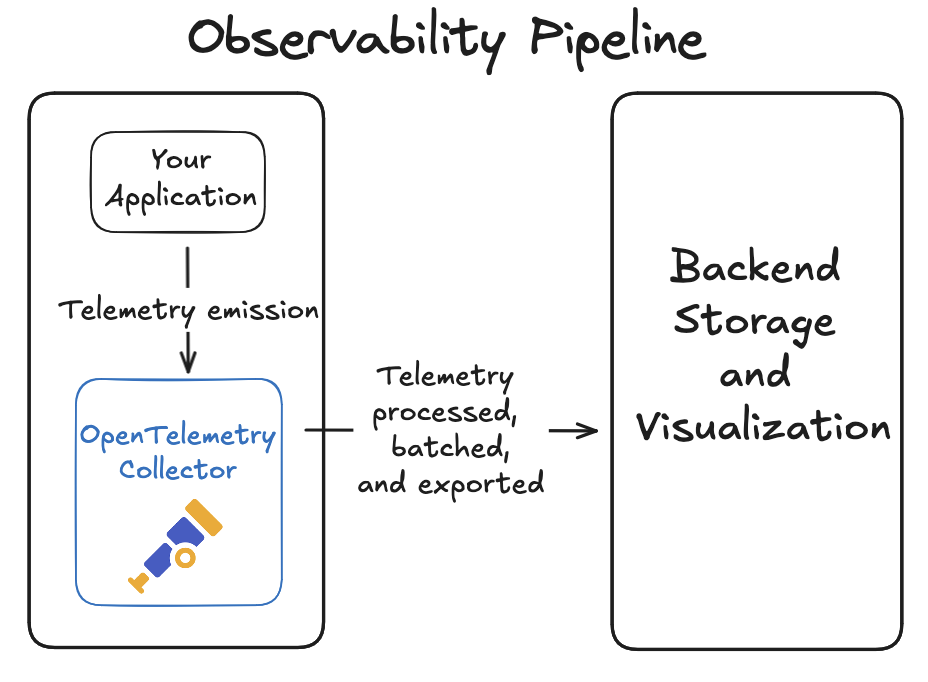 Observability Pipeline
Your
Application
Telemetry emission
OpenTelemetry
Collector
Telemetry
processed,
batched,
and exported
Backend
Storage
and
Visualization